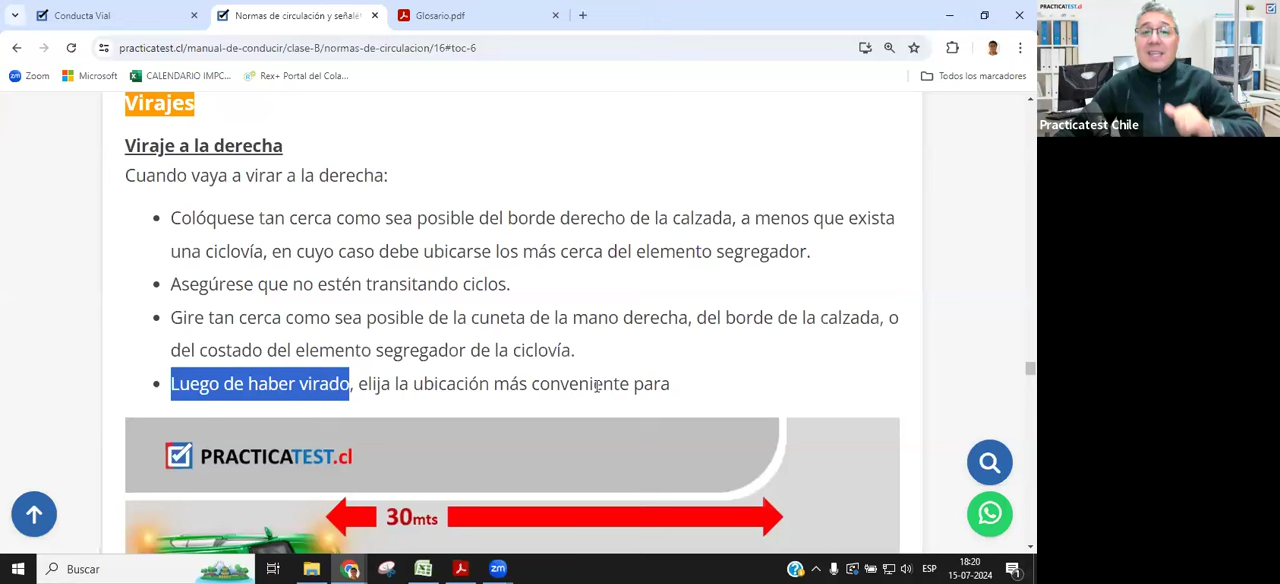 Conducta Vial
Normas de circulación y señale
Glosario.pdf
practicatest.cl/manual-de-conducir/clase-B/normas-de-circulacion/16#toc
Zoom
Microsoft
CALENDARIO IMPC...
Rex+ Portal del Cola...
Todos los marcadores
PRACTICATEST.cl
Practicatest Chile
Virajes
Viraje a la derecha
Cuando vaya a virar a la derecha:
• Colóquese tan cerca como sea posible del borde derecho de la calzada, a menos que exista
una ciclovía, en cuyo caso debe ubicarse los más cerca del elemento segregador.
• Asegúrese que no estén transitando ciclos.
• Gire tan cerca como sea posible de la cuneta de la mano derecha, del borde de la calzada, o
del costado del elemento segregador de la ciclovía.
• Luego de haber virado, elija la ubicación más conveniente para
PRACTICATEST.cl
30mts
Buscar
zm
ESP
18:20
15-07-2024